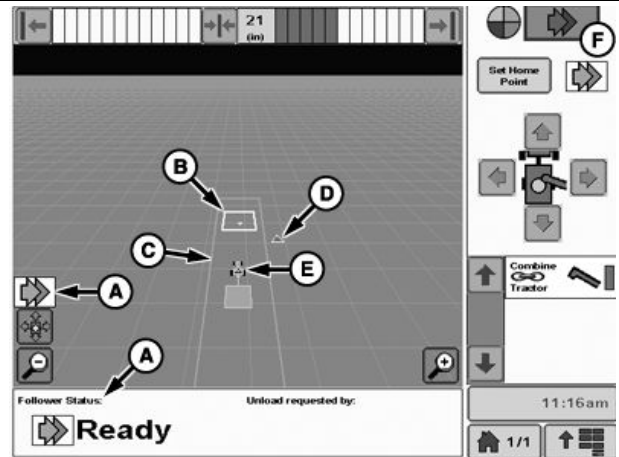 21
(in)
F
Set Home
Point
B
D
C
E
A
Combine
Tractor
A
Follower Status:
Unload requested by:
Ready
11:16am
1/1